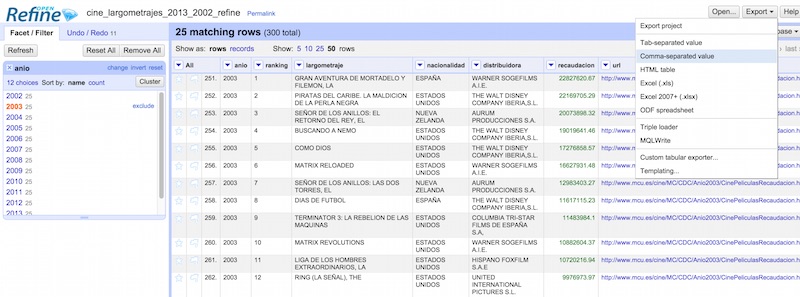 OPEN
Refine
cine_largometrajes_2013_2002_refine Permalink
Open... Export Help
Facet / Filter Undo / Redo 11
Refresh Reset All Remove All
anio change invert reset
12 choices Sort by: name count Cluster
2002 25
2003 25 exclude
2004 25
2005 25
2006 25
2007 25
2008 25
2009 25
2010 25
2011 25
2012 25
2013 25
25 matching rows (300 total)
Show as: rows records Show: 5 10 25 50 rows
All anio ranking largometraje nacionalidad distribuidora recaudacion url
251. 2003 1 GRAN AVENTURA DE MORTADELO Y FILEMON, LA ESPAÑA WARNER SOGEFILMS A.I.E. 22827620.67 http://www.m
252. 2003 2 PIRATAS DEL CARIBE. LA MALDICION DE LA PERLA NEGRA ESTADOS UNIDOS THE WALT DISNEY COMPANY IBERIA,S.L. 22169705.29 http://www.m
253. 2003 3 SEÑOR DE LOS ANILLOS: EL RETORNO DEL REY, EL NUEVA ZELANDA AURUM PRODUCCIONES S.A. 20073898.32 http://www.m
254. 2003 4 BUSCANDO A NEMO ESTADOS UNIDOS THE WALT DISNEY COMPANY IBERIA,S.L. 19019641.46 http://www.m
255. 2003 5 COMO DIOS ESTADOS UNIDOS THE WALT DISNEY COMPANY IBERIA,S.L. 17276858.57 http://www.m
256. 2003 6 MATRIX RELOADED ESTADOS UNIDOS WARNER SOGEFILMS A.I.E. 18627931.48 http://www.m
257. 2003 7 SEÑOR DE LOS ANILLOS: LAS DOS TORRES, EL NUEVA ZELANDA AURUM PRODUCCIONES S.A. 12983403.27 http://www.mcu.es/cine/MC/CDC/Anio2003/CinePeliculasRecaudacion.h
258. 2003 8 DIAS DE FUTBOL ESPAÑA WARNER SOGEFILMS A.I.E. 11617115.23 http://www.mcu.es/cine/MC/CDC/Anio2003/CinePeliculasRecaudacion.h
259. 2003 9 TERMINATOR 3: LA REBELION DE LAS MAQUINAS ESTADOS UNIDOS COLUMBIA TRI-STAR FILMS DE ESPAÑA S.A, 11483984.1 http://www.mcu.es/cine/MC/CDC/Anio2003/CinePeliculasRecaudacion.h
260. 2003 10 MATRIX REVOLUTIONS ESTADOS UNIDOS WARNER SOGEFILMS A.I.E. 10882604.37 http://www.mcu.es/cine/MC/CDC/Anio2003/CinePeliculasRecaudacion.h
261. 2003 11 LIGA DE LOS HOMBRES EXTRAORDINARIOS, LA ESTADOS UNIDOS HISPANO FOXFILM S.A.E 10720216.94 http://www.mcu.es/cine/MC/CDC/Anio2003/CinePeliculasRecaudacion.h
262. 2003 12 RING (LA SEÑAL), THE ESTADOS UNIDOS UNITED INTERNATIONAL PICTURES S.L. 9976973.97 http://www.mcu.es/cine/MC/CDC/Anio2003/CinePeliculasRecaudacion.h
Export project
Tab-separated value
Comma-separated value
HTML table
Excel (.xls)
Excel 2007+ (.xlsx)
ODF spreadsheet
Triple loader
MQLWrite
Custom tabular exporter...
Templating...